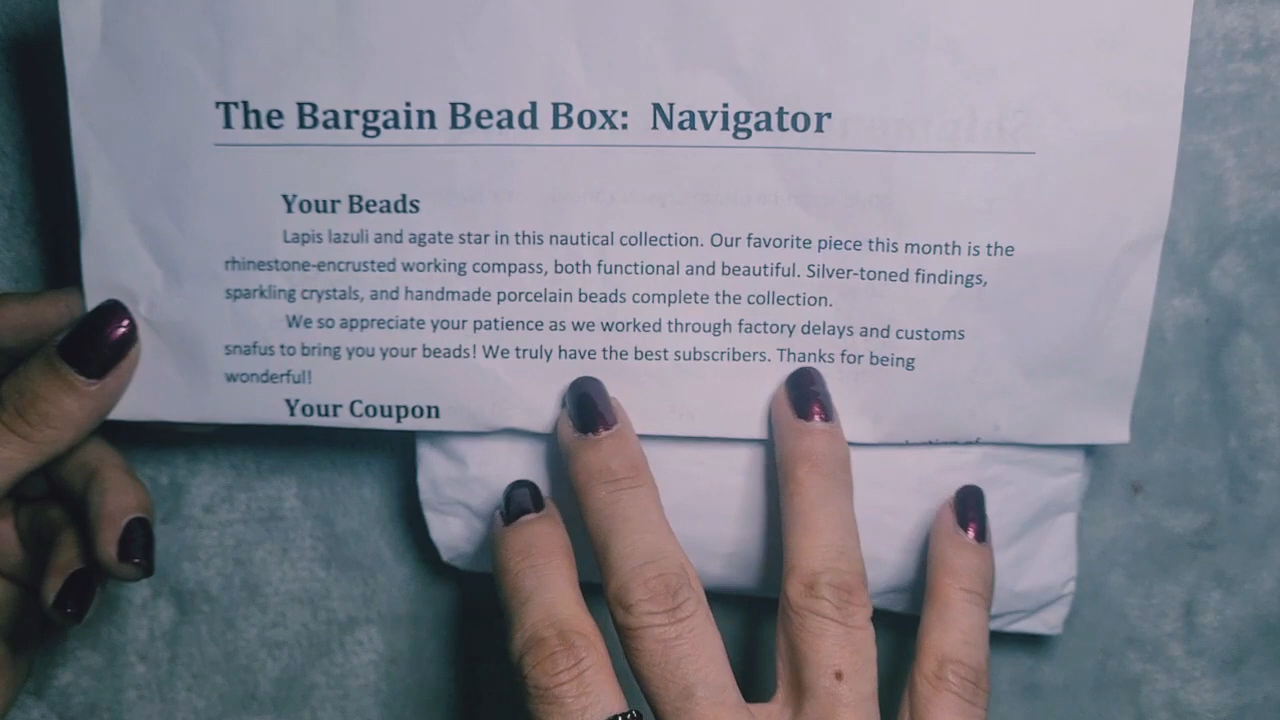 The Bargain Bead Box: Navigator
Your Beads
Lapis lazuli and agate star in this nautical collection. Our favorite piece this month is the
rhinestone-encrusted working compass, both functional and beautiful. Silver-toned findings,
sparkling crystals, and handmade porcelain beads complete the collection.
We so appreciate your patience as we worked through factory delays and customs
snafus to bring you your beads! We truly have the best subscribers. Thanks for being
wonderful!
Your Coupon